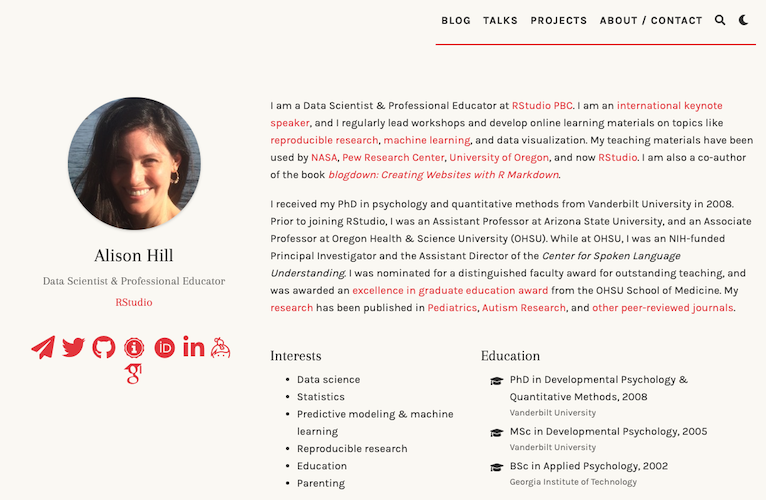 BLOG TALKS PROJECTS ABOUT / CONTACT
I am a Data Scientist & Professional Educator at RStudio PBC. I am an international keynote
speaker, and I regularly lead workshops and develop online learning materials on topics like
reproducible research, machine learning, and data visualization. My teaching materials have been
used by NASA, Pew Research Center, University of Oregon, and now RStudio. I am also a co-author
of the book blogdown: Creating Websites with R Markdown.
I received my PhD in psychology and quantitative methods from Vanderbilt University in 2008.
Prior to joining RStudio, I was an Assistant Professor at Arizona State University, and an Associate
Professor at Oregon Health & Science University (OHSU). While at OHSU, I was an NIH-funded
Principal Investigator and the Assistant Director of the Center for Spoken Language
Understanding. I was nominated for a distinguished faculty award for outstanding teaching, and
was awarded an excellence in graduate education award from the OHSU School of Medicine. My
research has been published in Pediatrics, Autism Research, and other peer-reviewed journals.
Alison Hill
Data Scientist & Professional Educator
RStudio
iD
in
g
Interests
Data science
Statistics
Predictive modeling & machine
learning
Reproducible research
Education
Parenting
Education
PhD in Developmental Psychology &
Quantitative Methods, 2008
Vanderbilt University
MSc in Developmental Psychology, 2005
Vanderbilt University
BSc in Applied Psychology, 2002
Georgia Institute of Technology